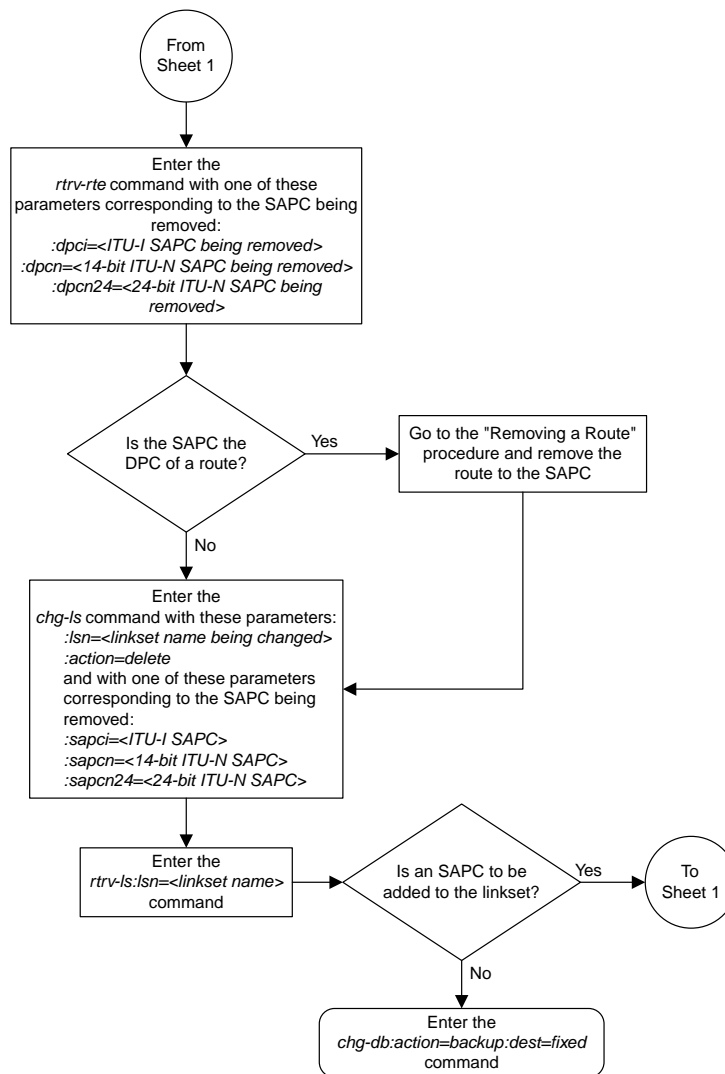 From
Sheet 1
Enter the
rtrv-rte command with one of these
parameters corresponding to the SAPC being
removed:
:dpci=<ITU-I SAPC being removed>
:dpcn=<14-bit ITU-N SAPC being removed>
:dpcn24=<24-bit ITU-N SAPC being
removed>
Is the SAPC the
DPC of a route?
Yes
Go to the "Removing a Route"
procedure and remove the
route to the SAPC
No
Enter the
chg-ls command with these parameters:
:lsn=<linkset name being changed>
:action=delete
and with one of these parameters
corresponding to the SAPC being
removed:
:sapci=<ITU-I SAPC>
:sapcn=<14-bit ITU-N SAPC>
:sapcn24=<24-bit ITU-N SAPC>
Enter the
rtrv-ls:lsn=<linkset name>
command
Is an SAPC to be
added to the linkset?
Yes
To
Sheet 1
No
Enter the
chg-db:action=backup:dest=fixed
command